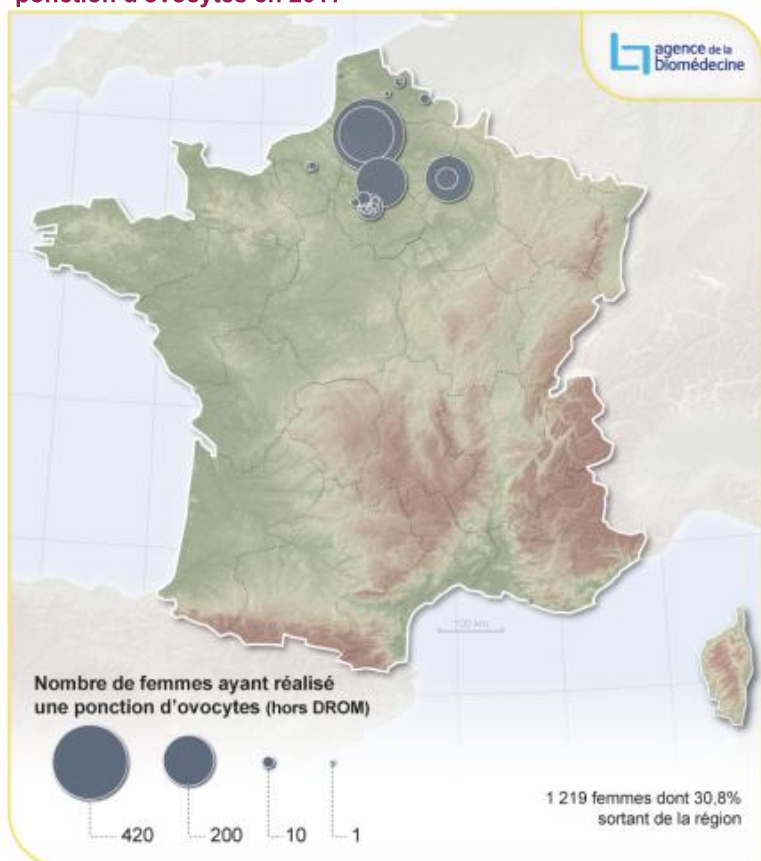 ponction d'ovocytes en 2011
agence de la
biomédecine
100 km
Nombre de femmes ayant réalisé
une ponction d'ovocytes (hors DROM)
420
200
10
1
1 219 femmes dont 30,8%
sortant de la région